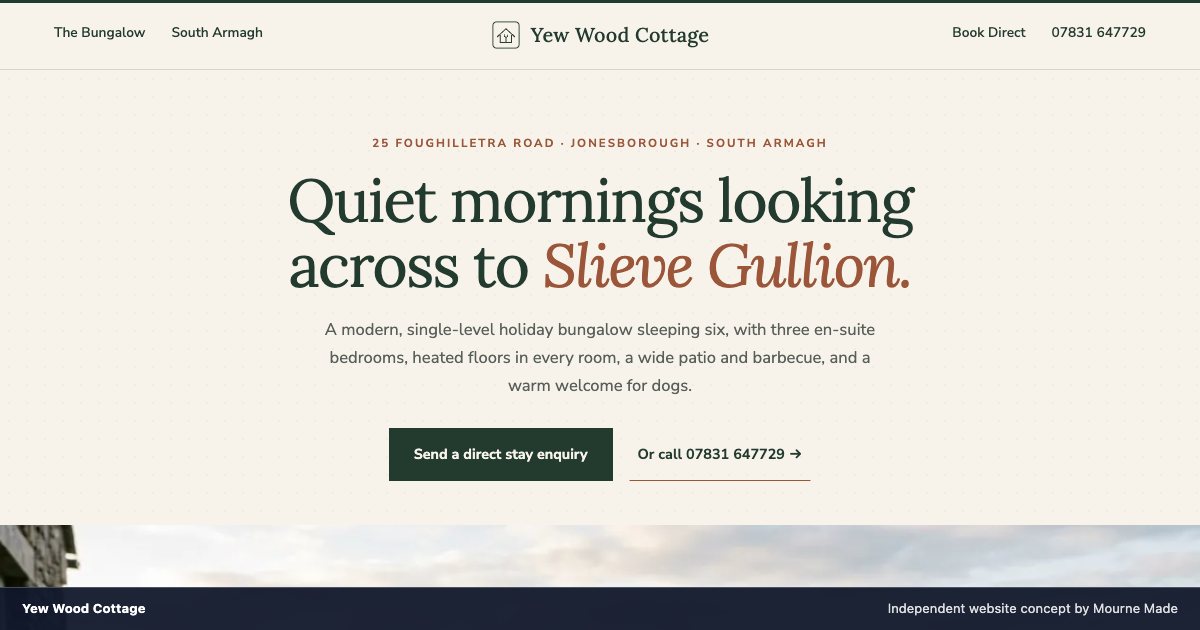 The Bungalow
South Armagh
Yew Wood Cottage
Book Direct
07831 647729
25 FOUGHILLETRA ROAD · JONESBOROUGH · SOUTH ARMAGH
Quiet mornings looking
across to Slieve Gullion.
A modern, single-level holiday bungalow sleeping six, with three en-suite
bedrooms, heated floors in every room, a wide patio and barbecue, and a
warm welcome for dogs.
Send a direct stay enquiry
Or call 07831 647729 →
Yew Wood Cottage
Independent website concept by Mourne Made